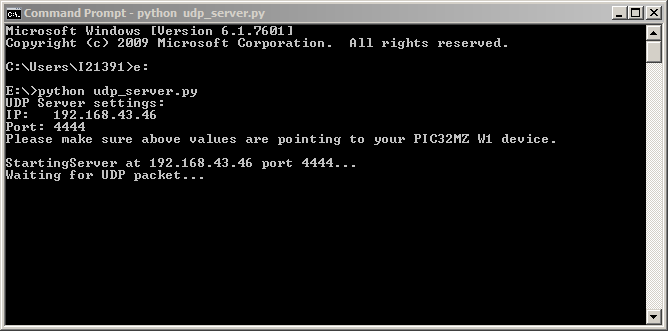 Command Prompt - python  udp_server.py
Microsoft Windows [Version 6.1.7601]
Copyright (c) 2009 Microsoft Corporation.  All rights reserved.
C:\Users\I21391>e:
E:\>python udp_server.py
UDP Server settings:
IP:   192.168.43.46
Port: 4444
Please make sure above values are pointing to your PIC32MZ W1 device.
StartingServer at 192.168.43.46 port 4444...
Waiting for UDP packet...